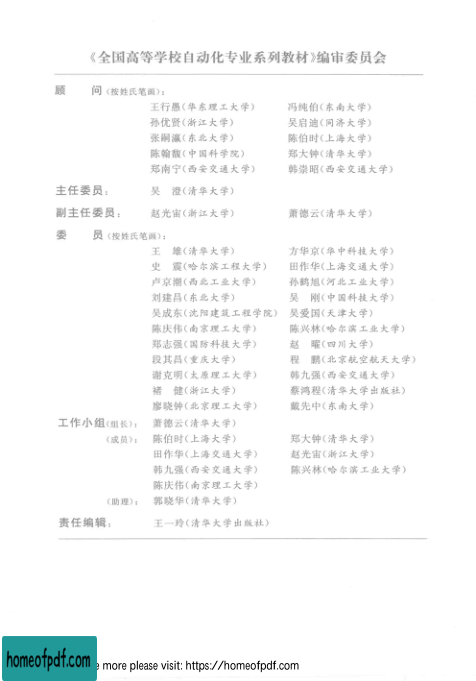 《全国高等学校自动化专业系列教材》编审委员会
顾 问(按姓氏笔画):
王行愚(华东理工大学) 冯纯伯(东南大学)
孙优贤(浙江大学) 吴启迪(同济大学)
张嗣瀛(东北大学) 陈伯时(上海大学)
陈翰馥(中国科学院) 郑大钟(清华大学)
郑南宁(西安交通大学) 韩崇昭(西安交通大学)
主任委员: 吴 澄(清华大学)
副主任委员: 赵光宙(浙江大学) 萧德云(清华大学)
委 员(按姓氏笔画):
王 雄(清华大学) 方华京(华中科技大学)
史 震(哈尔滨工程大学) 田作华(上海交通大学)
卢京潮(西北工业大学) 孙鹤旭(河北工业大学)
刘建昌(东北大学) 吴 刚(中国科技大学)
吴成东(沈阳建筑工程学院) 吴爱国(天津大学)
陈庆伟(南京理工大学) 陈兴林(哈尔滨工业大学)
郑志强(国防科技大学) 赵 曜(四川大学)
段其昌(重庆大学) 程 鹏(北京航空航天大学)
谢克明(太原理工大学) 韩九强(西安交通大学)
褚 健(浙江大学) 蔡鸿程(清华大学出版社)
廖晓钟(北京理工大学) 戴先中(东南大学)
工作小组(组长): 萧德云(清华大学)
(成员): 陈伯时(上海大学) 郑大钟(清华大学)
田作华(上海交通大学) 赵光宙(浙江大学)
韩九强(西安交通大学) 陈兴林(哈尔滨工业大学)
陈庆伟(南京理工大学)
(助理): 郭晓华(清华大学)
责任编辑: 王一玲(清华大学出版社)
homeofpdf.com
e more please visit: https://homeofpdf.com